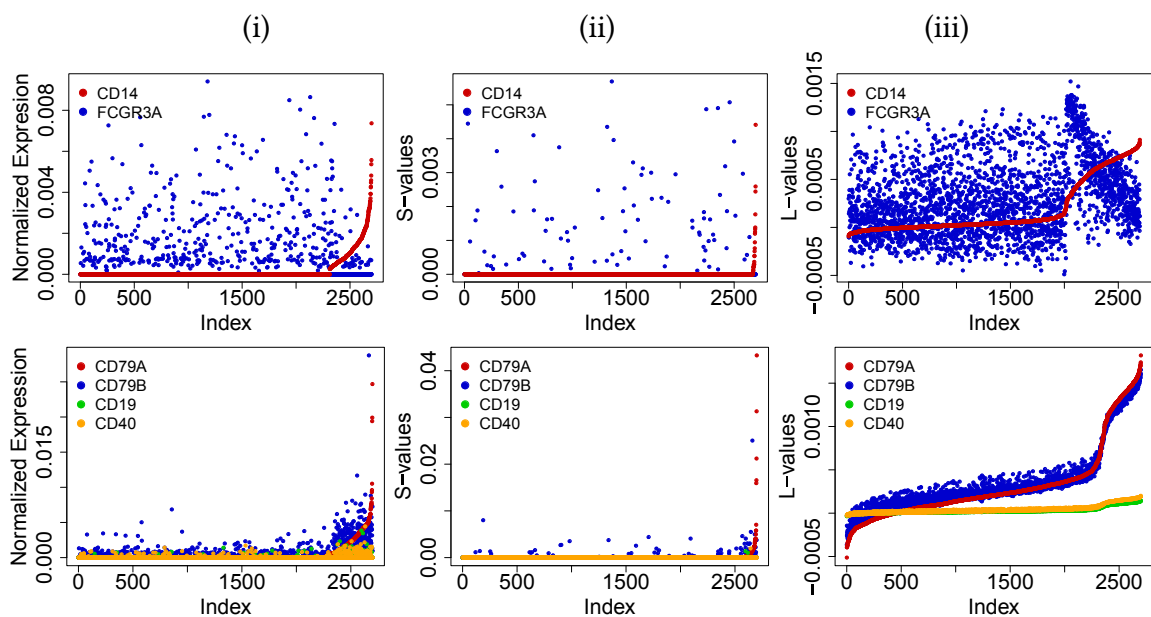 (i)
(ii)
(iii)
Normalized Expression
0.000
0.004
0.008
CD14
FCGR3A
0
500
1500
2500
Index
S−values
0.000
0.003
CD14
FCGR3A
0
500
1500
2500
Index
L−values
−0.0005
0.0005
0.0015
CD14
FCGR3A
0
500
1500
2500
Index
Normalized Expression
0.000
0.015
CD79A
CD79B
CD19
CD40
0
500
1500
2500
Index
S−values
0.00
0.02
0.04
CD79A
CD79B
CD19
CD40
0
500
1500
2500
Index
L−values
−0.0005
0.0010
CD79A
CD79B
CD19
CD40
0
500
1500
2500
Index